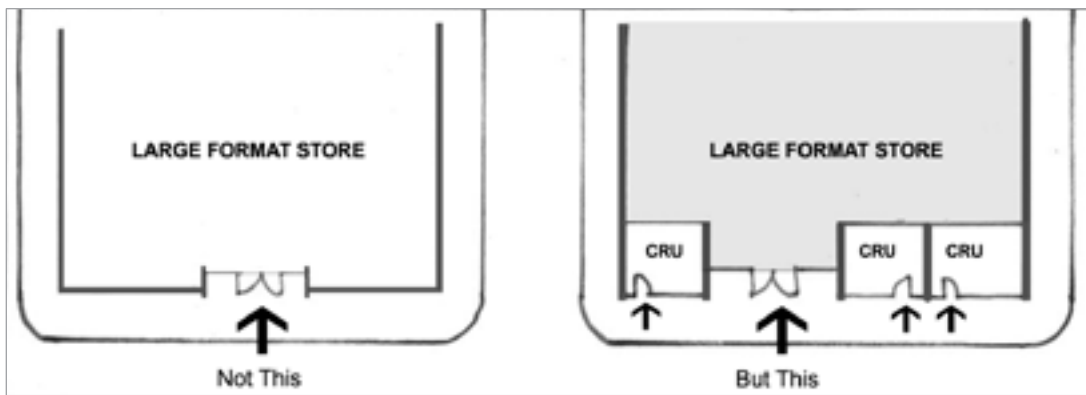 LARGE FORMAT STORE
Not This
LARGE FORMAT STORE
CRU
CRU
CRU
But This